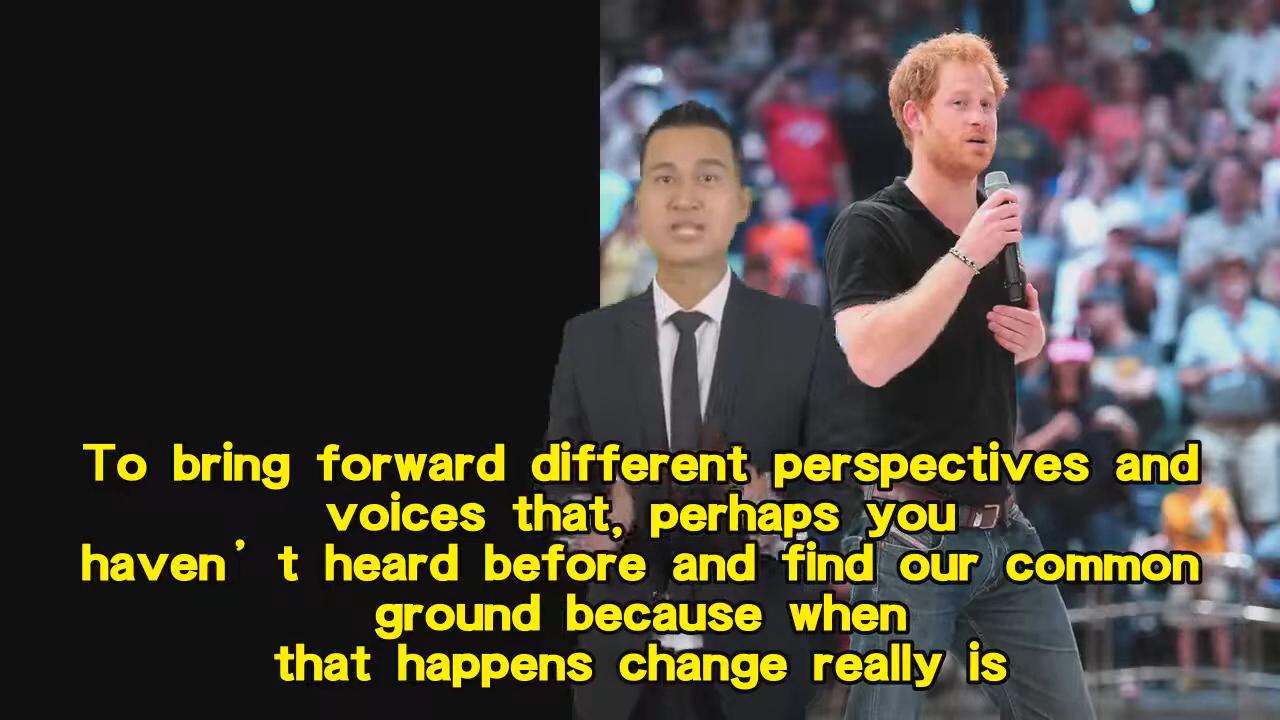 To bring forward different perspectives and
voices that, perhaps you
haven’t heard before and find our common
ground because when
that happens change really is